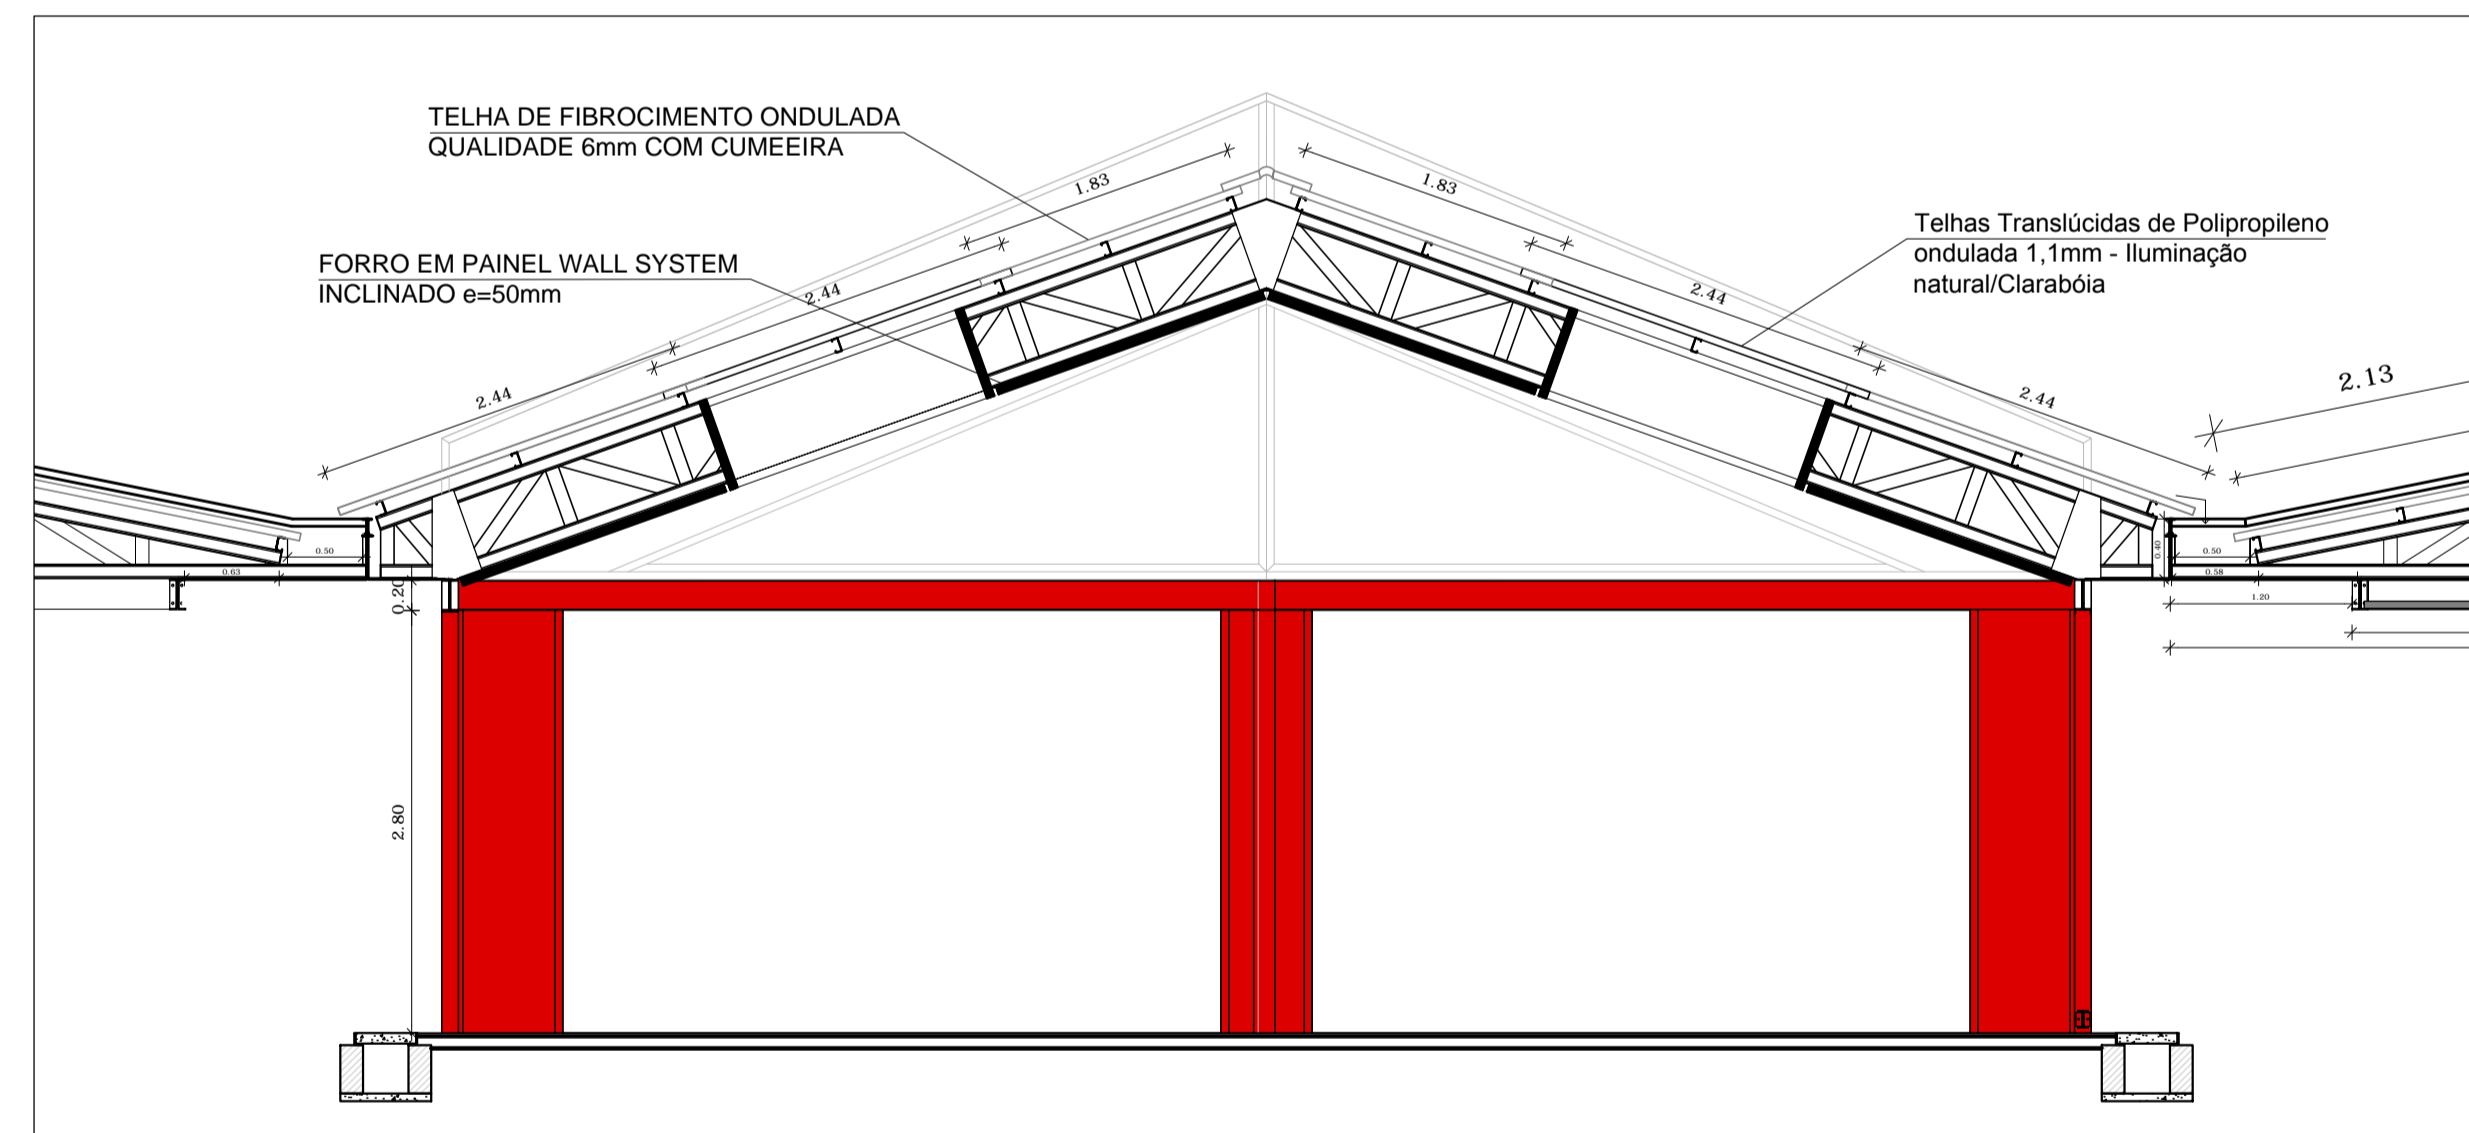 TELHA DE FIBROCIMENTO ONDULADA
QUALIDADE 6mm COM CUMEEIRA
1.83
1.83
Telhas Translúcidas de Polipropileno
ondulada 1,1mm - Iluminação
natural/Clarabóia
FORRO EM PAINEL WALL SYSTEM
INCLINADO e=50mm
2.44
2.44
2.44
2.44
2.13
0.50
0.63
0.20
0.40
0.50
0.58
1.20
2.80